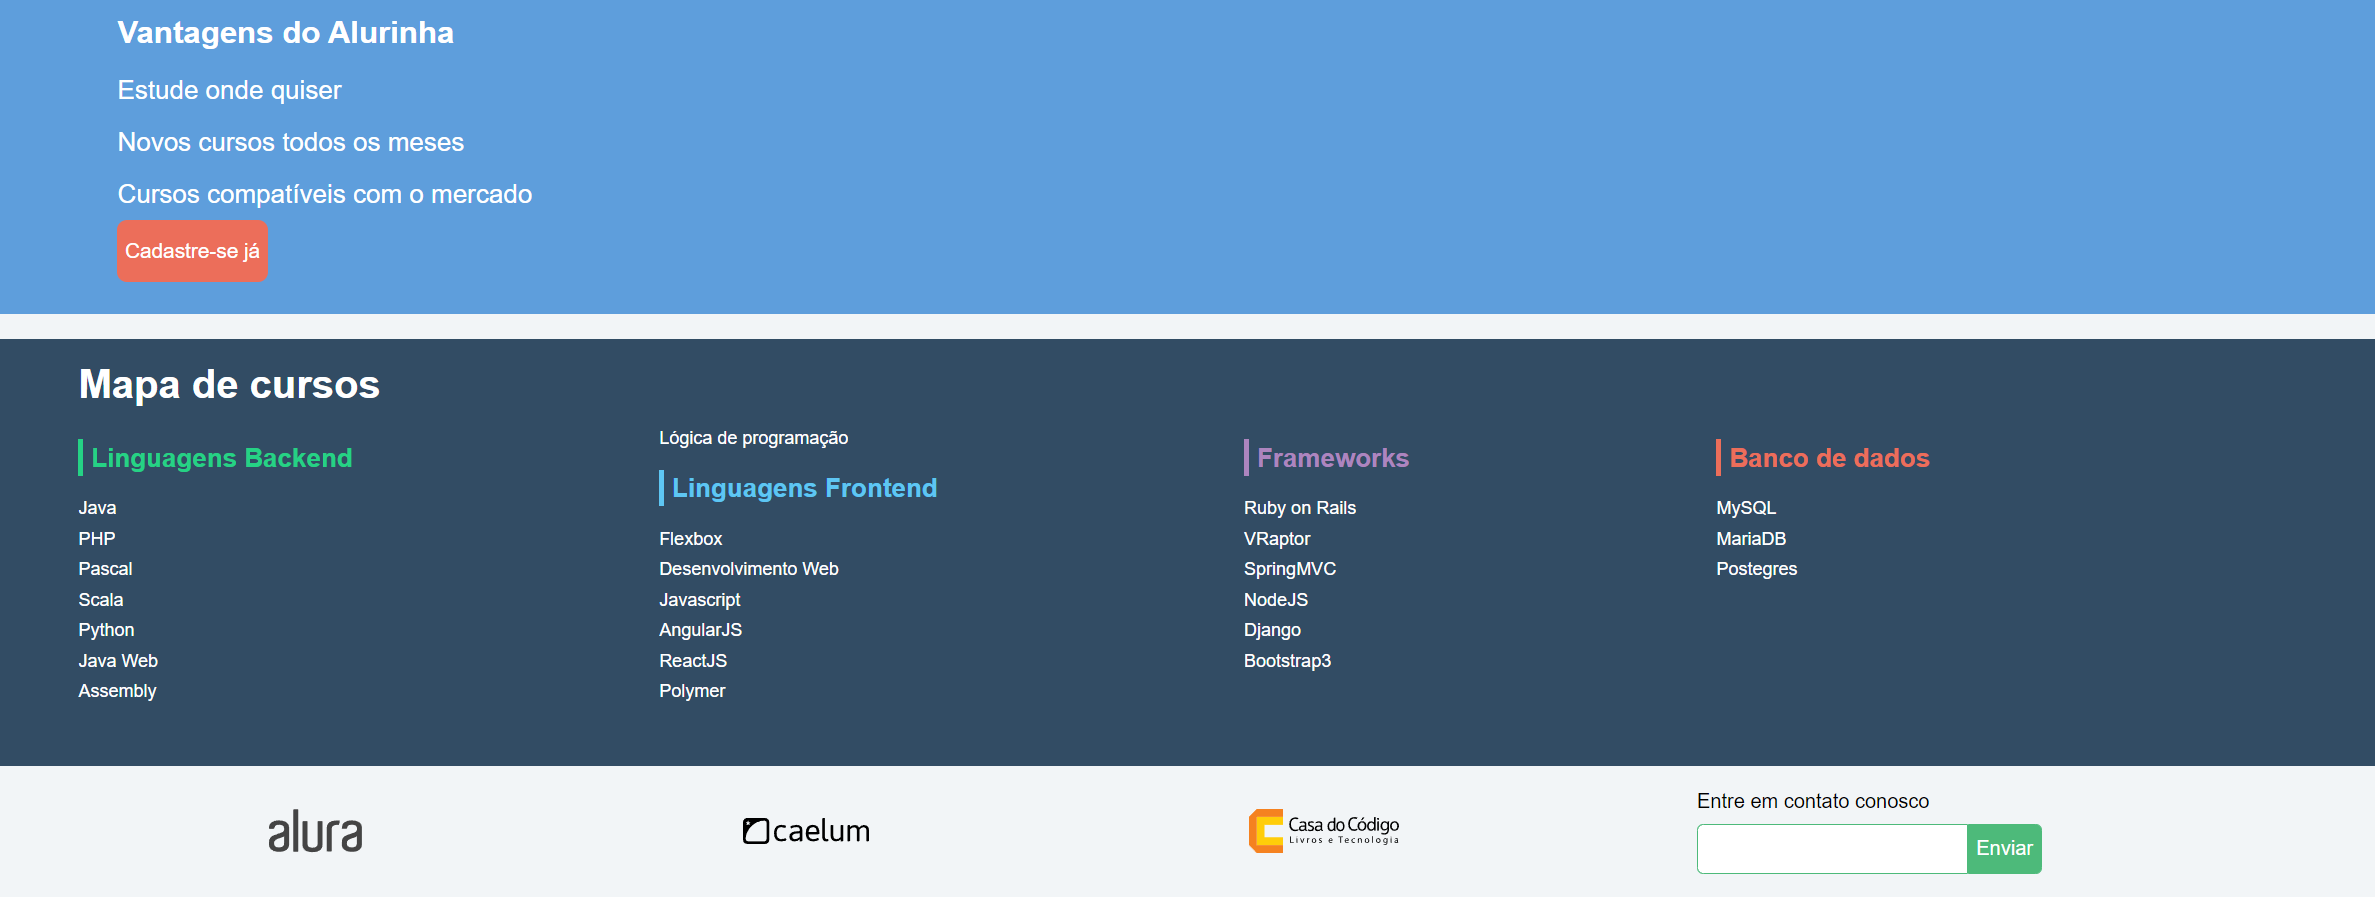 Vantagens do Alurinha
Estude onde quiser
Novos cursos todos os meses
Cursos compatíveis com o mercado
Cadastre-se já
Mapa de cursos
Linguagens Backend
Java
PHP
Pascal
Scala
Python
Java Web
Assembly
Lógica de programação
Linguagens Frontend
Flexbox
Desenvolvimento Web
Javascript
AngularJS
ReactJS
Polymer
Frameworks
Ruby on Rails
VRaptor
SpringMVC
NodeJS
Django
Bootstrap3
Banco de dados
MySQL
MariaDB
Postegres
alura
caelum
Casa do Código
Livros e Tecnologia
Entre em contato conosco
Enviar